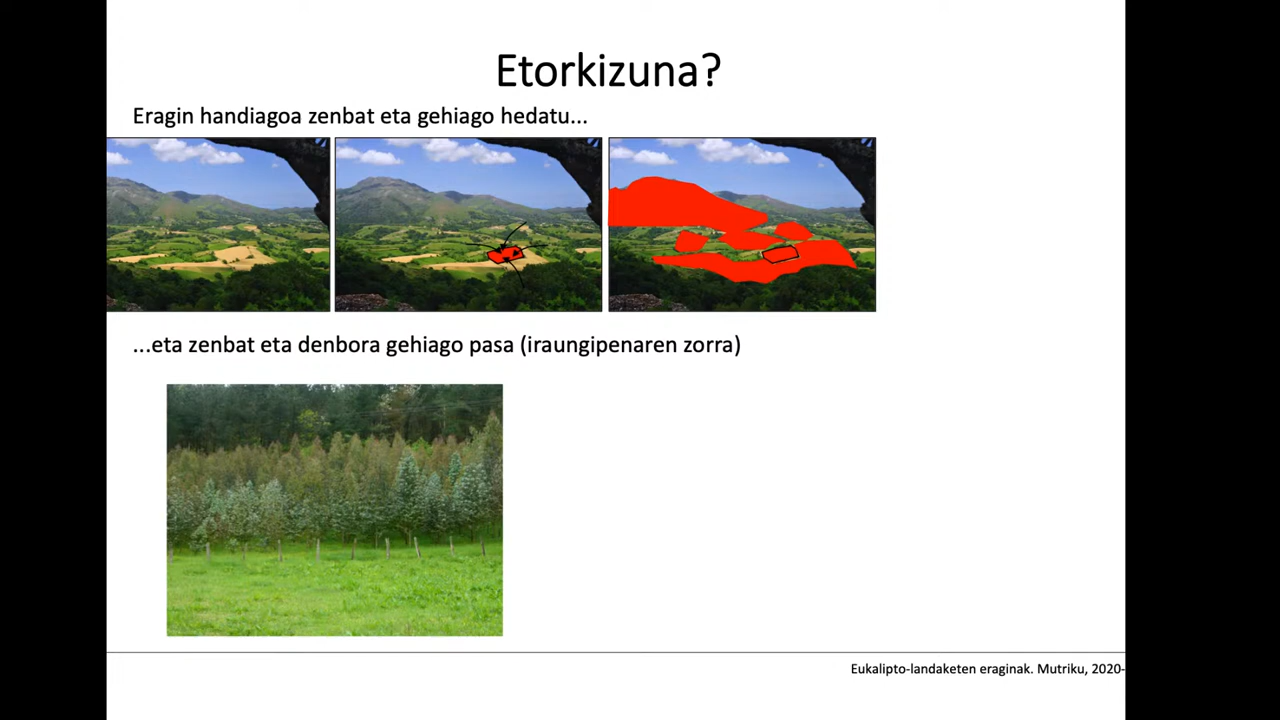 Etorkizuna?
Eragin handiagoa zenbat eta gehiago hedatu...
...eta zenbat eta denbora gehiago pasa (iraungipenaren zorra)
Eukalipto-landaketen eraginak. Mutriku, 2020-